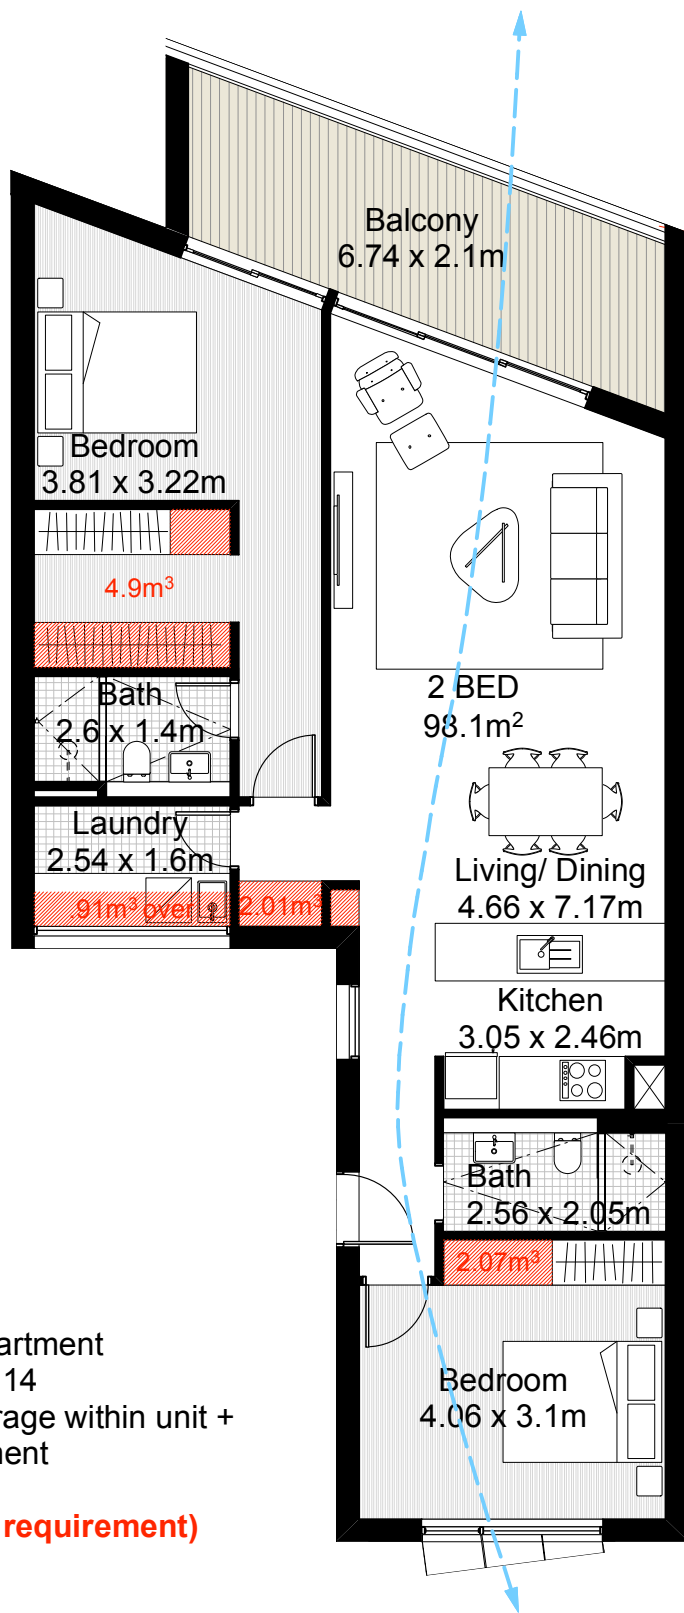 Balcony
6.74 x 2.1m
Bedroom
3.81 x 3.22m
4.9m³
Bath
2.6 x 1.4m
2 BED
98.1m²
Laundry
2.54 x 1.6m
.91m³ over
2.01m³
Living/ Dining
4.66 x 7.17m
Kitchen
3.05 x 2.46m
Bath
2.56 x 2.05m
2.07m³
Bedroom
4.06 x 3.1m
artment
14
rage within unit +
nent
requirement)